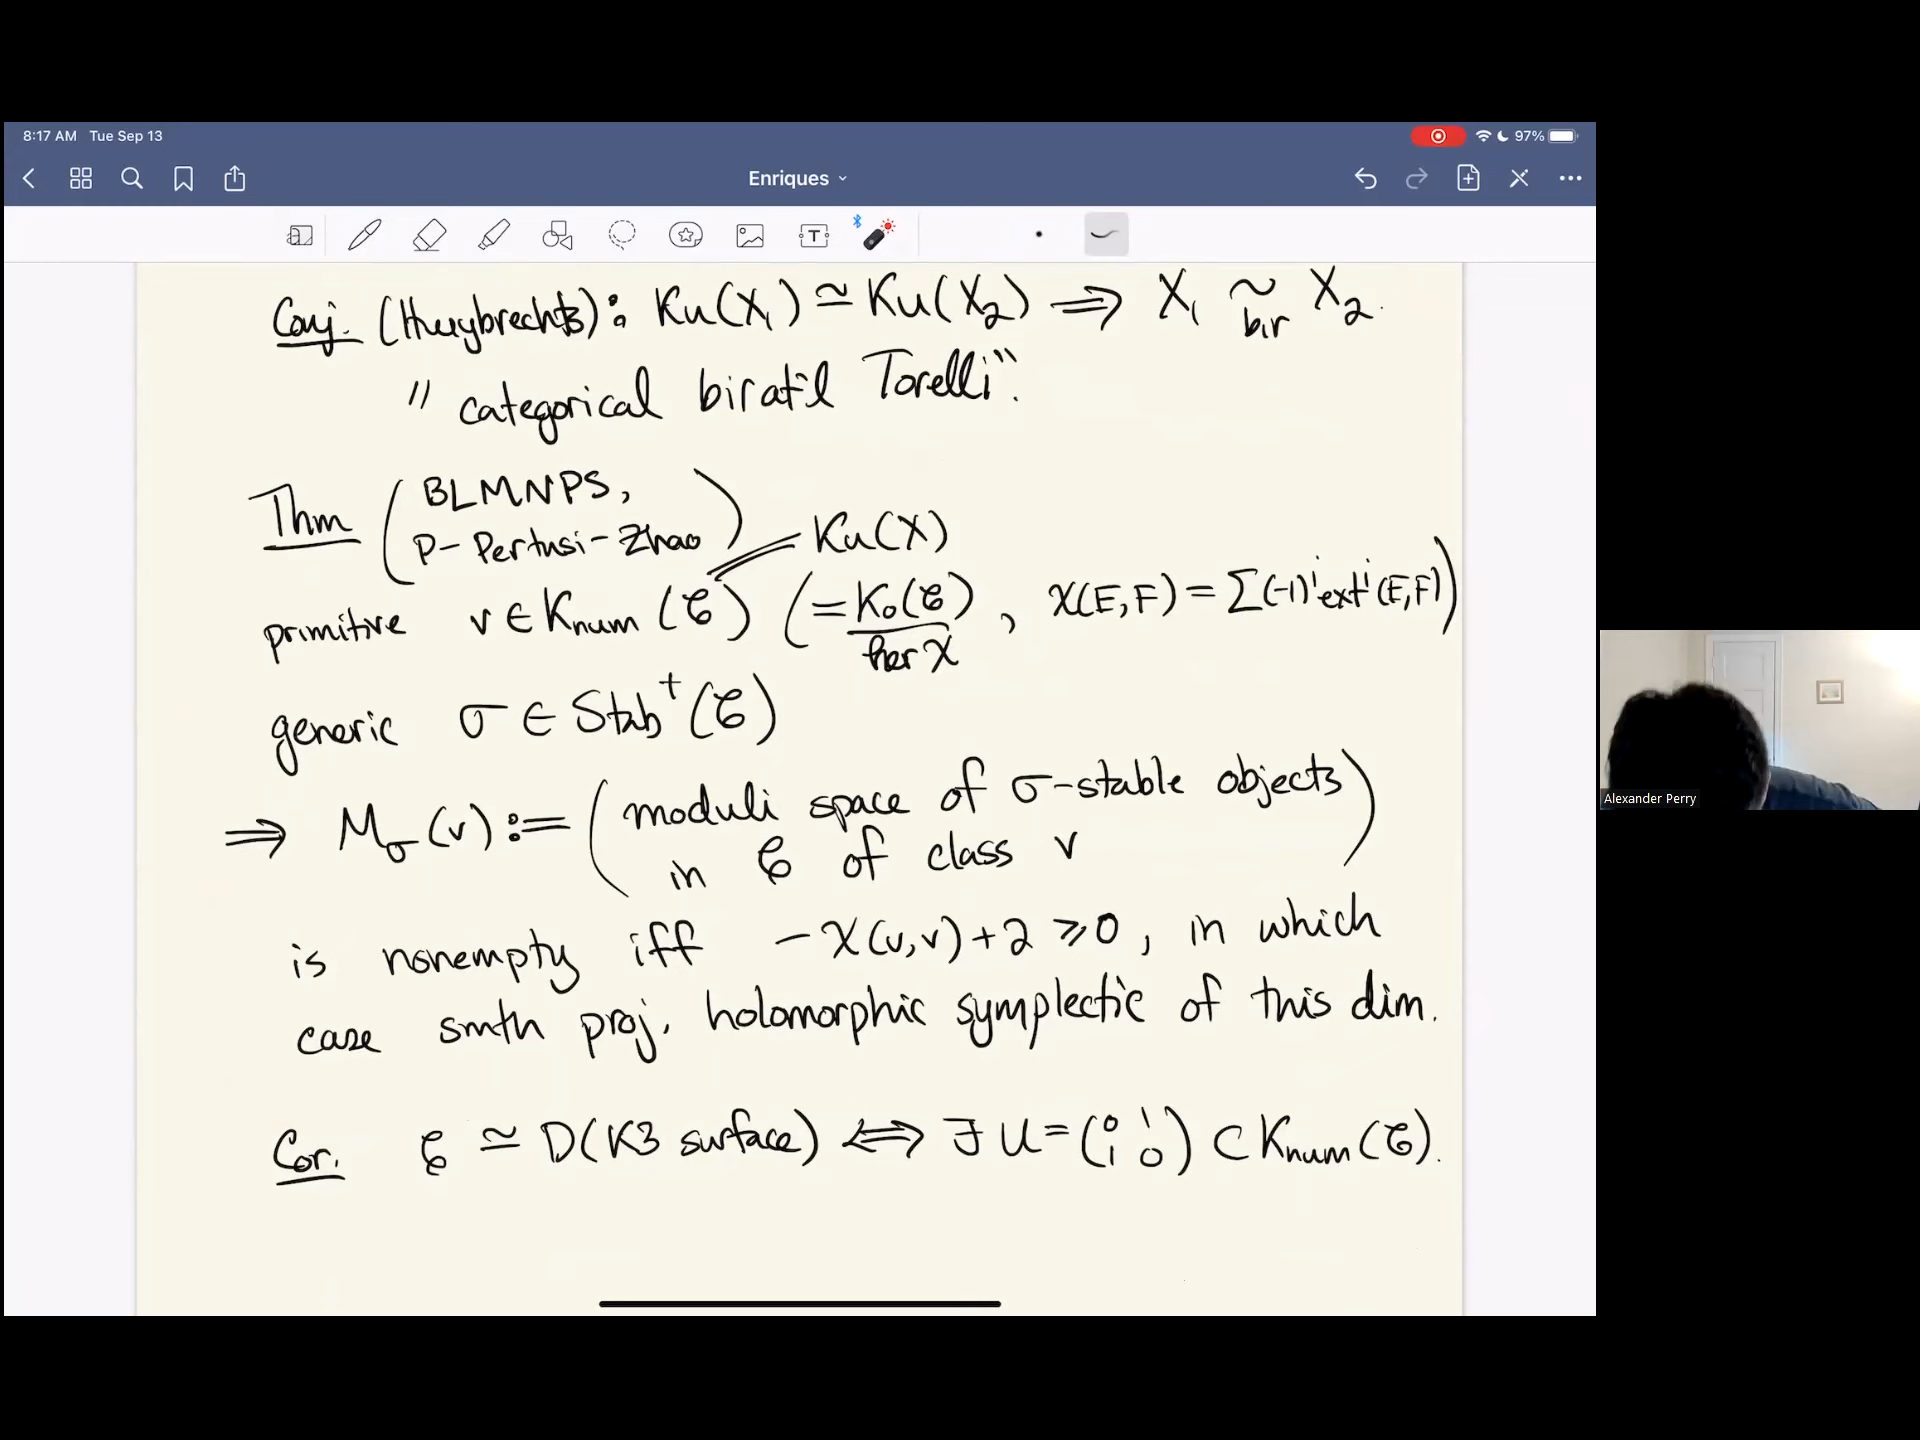 8:17 AM Tue Sep 13
97%
Enriques
Conj. (Huybrechts): Ku(X₁) ≃ Ku(X₂) ⟹ X₁ ~bir X₂.
"categorical birat'l Torelli".
Thm (BLMNPS,
P-Pertusi-Zhao)
Ku(X)
primitive v ∈ Knum(𝒞) (= K₀(𝒞)/ker χ, χ(E,F) = Σ(-1)ⁱextⁱ(E,F))
generic σ ∈ Stab⁺(𝒞)
⟹ Mσ(v) := (moduli space of σ-stable objects
in 𝒞 of class v)
is nonempty iff -χ(v,v)+2 ⩾ 0, in which
case smth proj. holomorphic symplectic of this dim.
Cor. 𝒞 ≃ D(K3 surface) ⟺ ∃ U = (0 1
1 0) ⊂ Knum(𝒞).
Alexander Perry